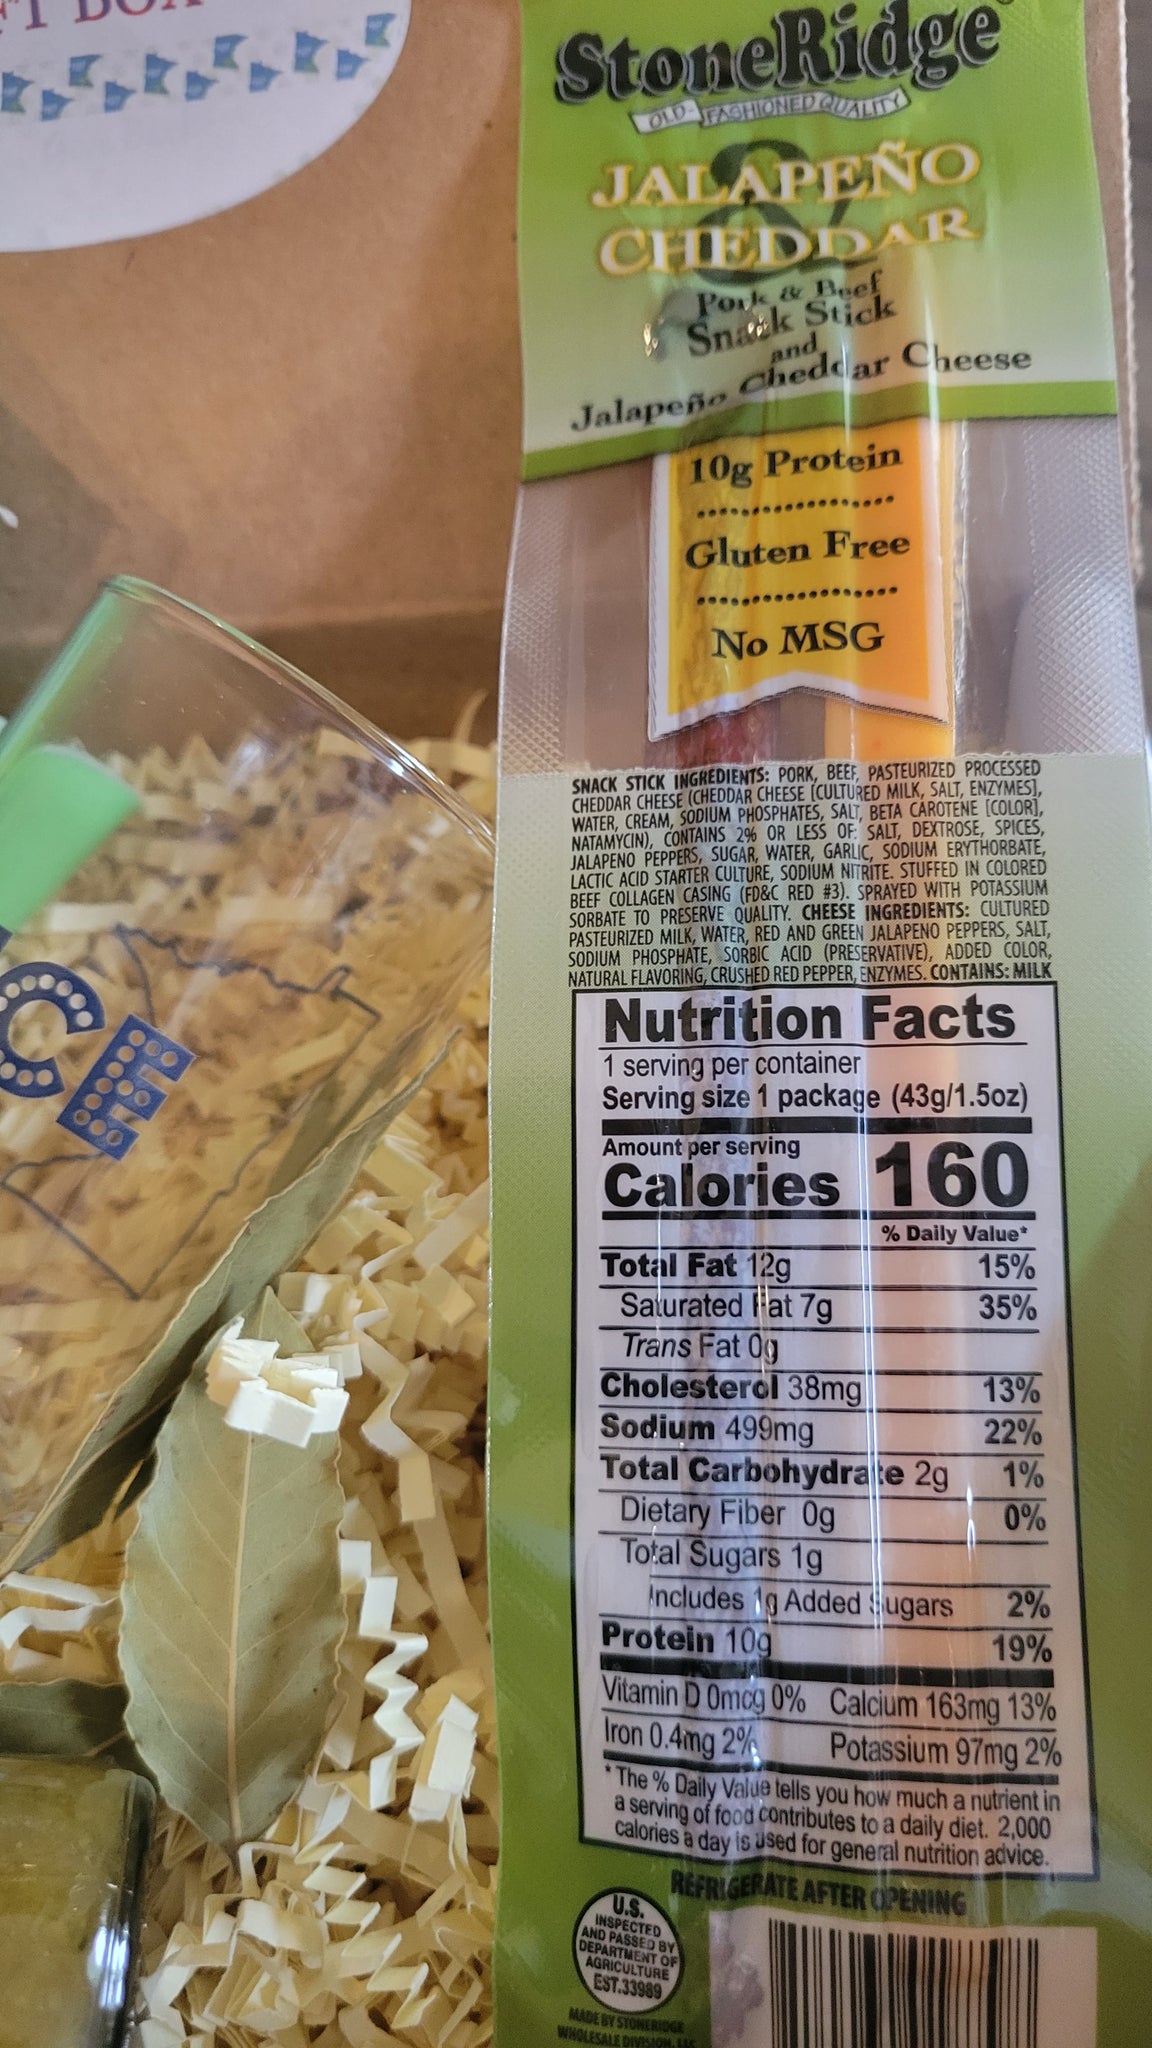 FT BOX
StoneRidge
OLD-FASHIONED QUALITY
JALAPEÑO
&
CHEDDAR
Pork & Beef
Snack Stick
and
Jalapeño Cheddar Cheese
10g Protein
Gluten Free
No MSG
SNACK STICK INGREDIENTS: PORK, BEEF, PASTEURIZED PROCESSED
CHEDDAR CHEESE (CHEDDAR CHEESE [CULTURED MILK, SALT, ENZYMES],
WATER, CREAM, SODIUM PHOSPHATES, SALT, BETA CAROTENE [COLOR],
NATAMYCIN), CONTAINS 2% OR LESS OF: SALT, DEXTROSE, SPICES,
JALAPENO PEPPERS, SUGAR, WATER, GARLIC, SODIUM ERYTHORBATE,
LACTIC ACID STARTER CULTURE, SODIUM NITRITE. STUFFED IN COLORED
BEEF COLLAGEN CASING (FD&C RED #3). SPRAYED WITH POTASSIUM
SORBATE TO PRESERVE QUALITY. CHEESE INGREDIENTS: CULTURED
PASTEURIZED MILK, WATER, RED AND GREEN JALAPENO PEPPERS, SALT,
SODIUM PHOSPHATE, SORBIC ACID (PRESERVATIVE), ADDED COLOR,
NATURAL FLAVORING, CRUSHED RED PEPPER, ENZYMES. CONTAINS: MILK
Nutrition Facts
1 serving per container
Serving size 1 package (43g/1.5oz)
Amount per serving
Calories 160
% Daily Value*
Total Fat 12g 15%
Saturated Fat 7g 35%
Trans Fat 0g
Cholesterol 38mg 13%
Sodium 499mg 22%
Total Carbohydrate 2g 1%
Dietary Fiber 0g 0%
Total Sugars 1g
Includes 1g Added Sugars 2%
Protein 10g 19%
Vitamin D 0mcg 0% Calcium 163mg 13%
Iron 0.4mg 2% Potassium 97mg 2%
* The % Daily Value tells you how much a nutrient in
a serving of food contributes to a daily diet. 2,000
calories a day is used for general nutrition advice.
REFRIGERATE AFTER OPENING
U.S.
INSPECTED
AND PASSED BY
DEPARTMENT OF
AGRICULTURE
EST.33989
MADE BY STONERIDGE
WHOLESALE DIVISION, LLC
CE